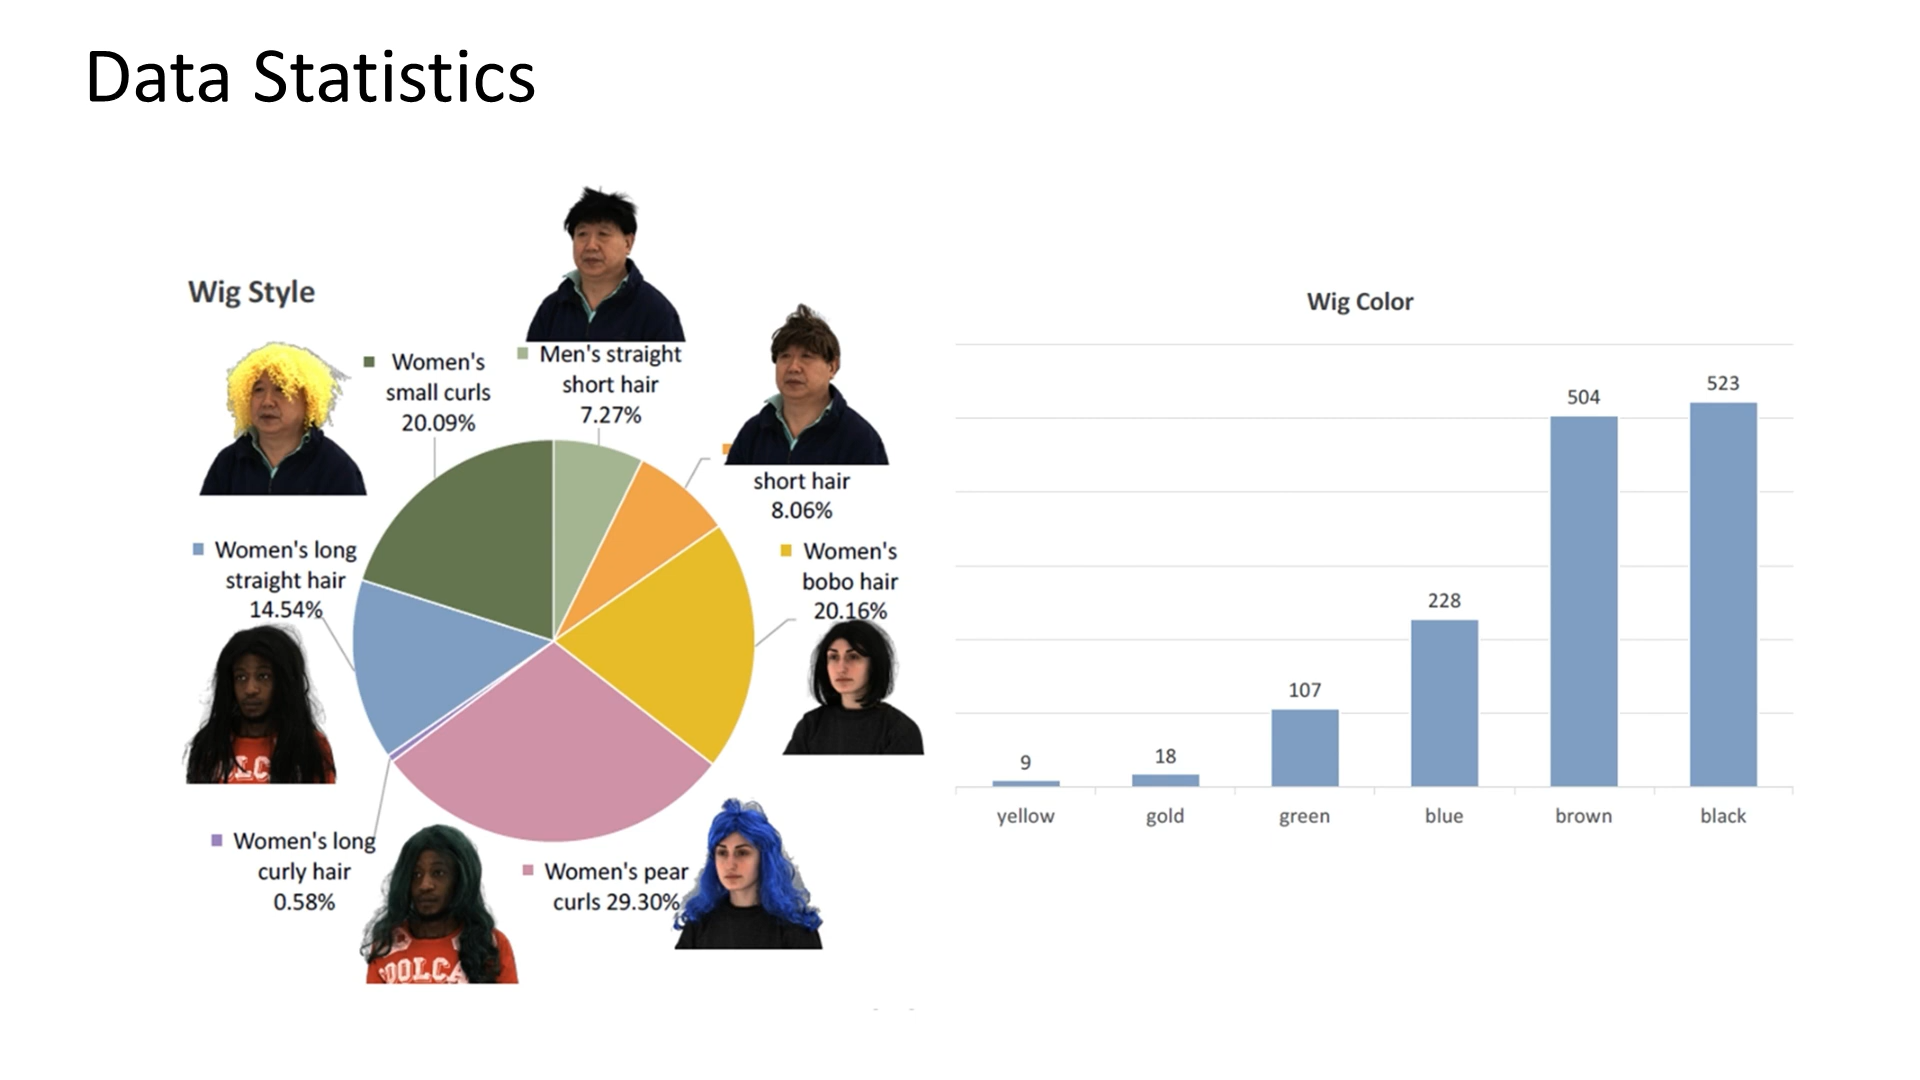 Data Statistics
Wig Style
Women's
small curls
20.09%
Men's straight
short hair
7.27%
short hair
8.06%
Women's
bobo hair
20.16%
Women's long
straight hair
14.54%
Women's long
curly hair
0.58%
Women's pear
curls 29.30%
Wig Color
9
18
107
228
504
523
yellow
gold
green
blue
brown
black